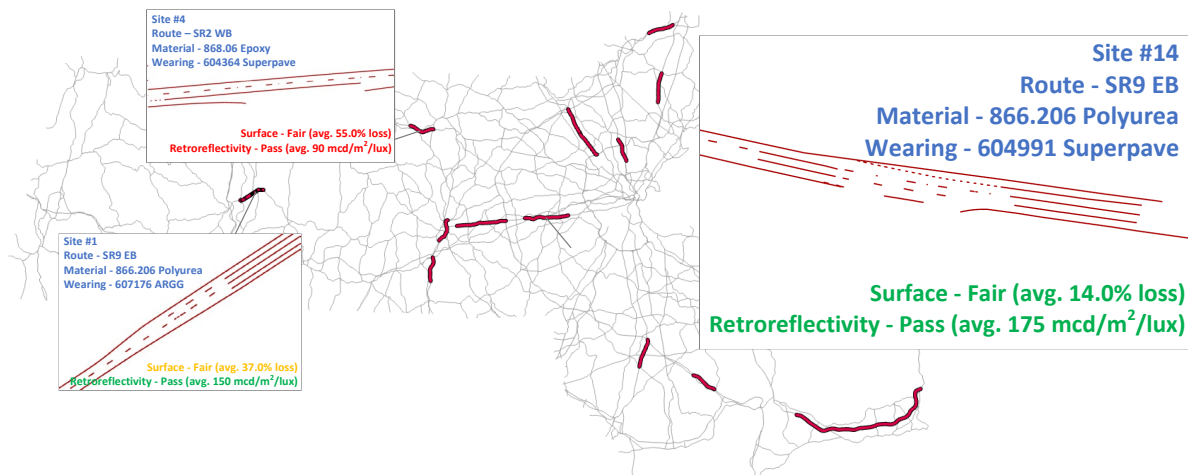 Site #4
Route – SR2 WB
Material - 868.06 Epoxy
Wearing - 604364 Superpave
Surface - Fair (avg. 55.0% loss)
Retroreflectivity - Pass (avg. 90 mcd/m²/lux)
Site #14
Route - SR9 EB
Material - 866.206 Polyurea
Wearing - 604991 Superpave
Surface - Fair (avg. 14.0% loss)
Retroreflectivity - Pass (avg. 175 mcd/m²/lux)
Site #1
Route - SR9 EB
Material - 866.206 Polyurea
Wearing - 607176 ARGG
Surface - Fair (avg. 37.0% loss)
Retroreflectivity - Pass (avg. 150 mcd/m²/lux)